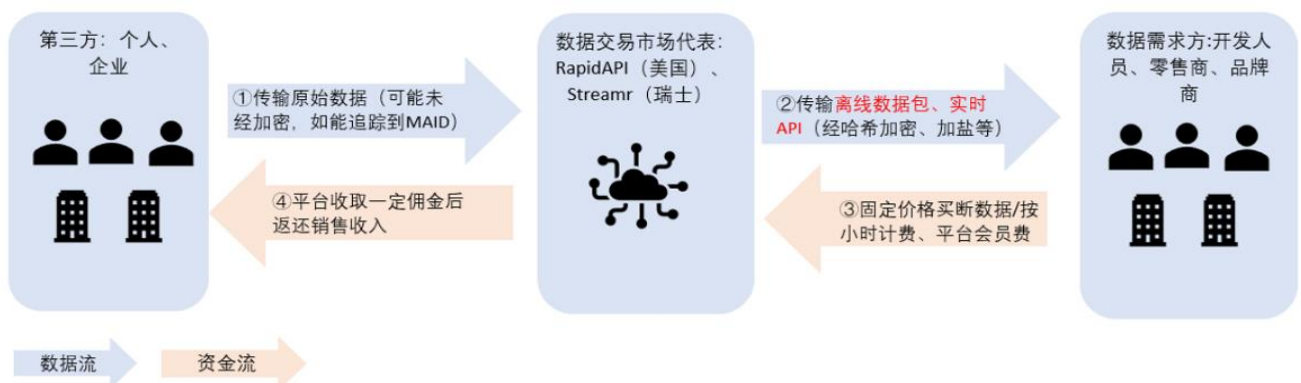 第三方：个人、
企业
①传输原始数据（可能未
经加密，如能追踪到MAID）
④平台收取一定佣金后
返还销售收入
数据交易市场代表：
RapidAPI（美国）、
Streamr（瑞士）
②传输离线数据包、实时
API（经哈希加密、加盐等）
③固定价格买断数据/按
小时计费、平台会员费
数据需求方:开发人
员、零售商、品牌
商
数据流
资金流